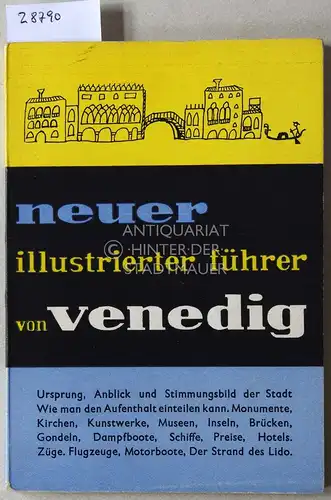 28790
neuer
ANTIQUARIAT
© HINTER DER
STADTMAUER
illustrierter führer
von venedig
Ursprung, Anblick und Stimmungsbild der Stadt
Wie man den Aufenthalt einteilen kann. Monumente,
Kirchen, Kunstwerke, Museen, Inseln, Brücken,
Gondeln, Dampfboote, Schiffe, Preise, Hotels.
Züge. Flugzeuge, Motorboote, Der Strand des Lido.